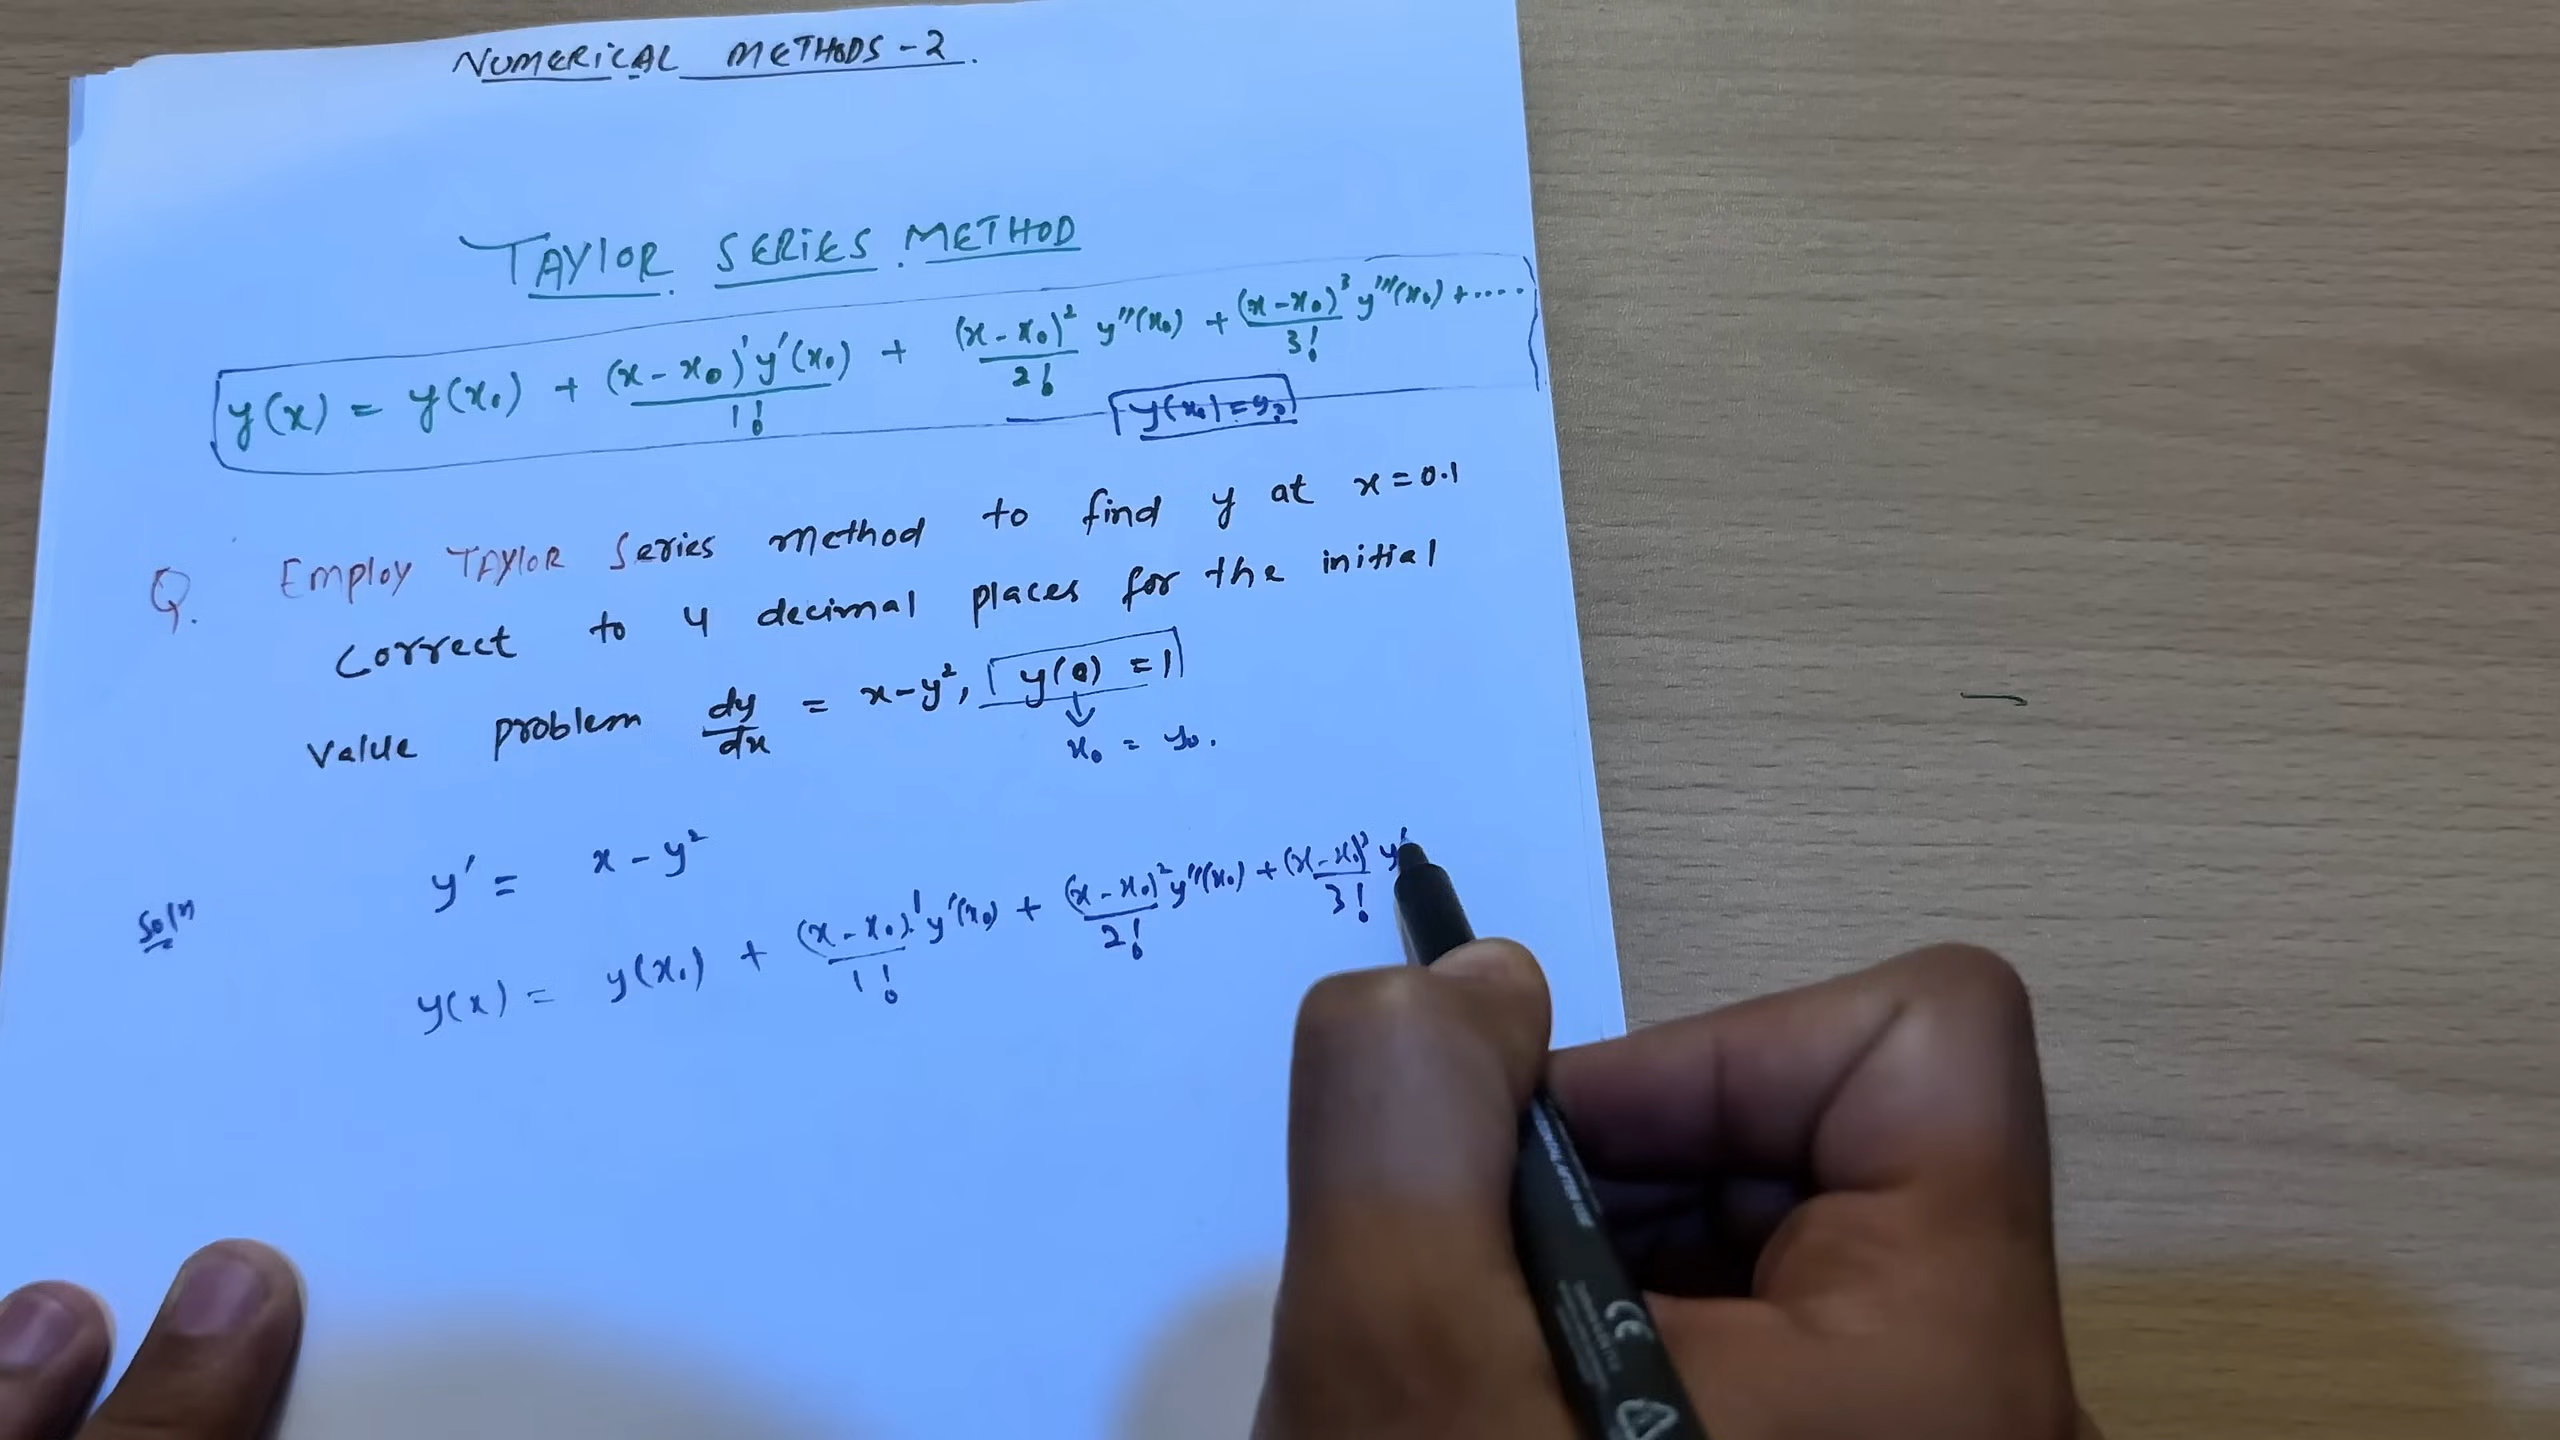 NUMERICAL METHODS-2.
TAYLOR SERIES METHOD
y(x) = y(x₀) + (x-x₀)'y'(x₀)/1! + (x-x₀)²/2! y''(x₀) + (x-x₀)³/3! y'''(x₀) + ....
y(x₀)=y₀
Q. Employ TAYLOR Series method to find y at x=0.1
correct to 4 decimal places for the initial
value problem dy/dx = x-y², y(0) = 1
x₀ = y₀.
Soln y' = x-y²
y(x) = y(x₀) + (x-x₀)'/1! y'(x₀) + (x-x₀)²/2! y''(x₀) + (x-x₀)³/3! y'
CE